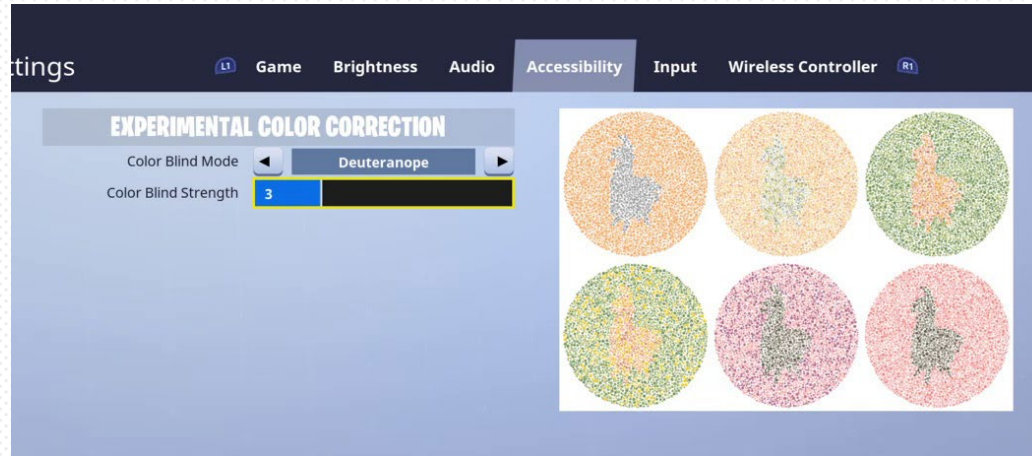 ttings L1 Game Brightness Audio Accessibility Input Wireless Controller R1
EXPERIMENTAL COLOR CORRECTION
Color Blind Mode Deuteranope
Color Blind Strength 3